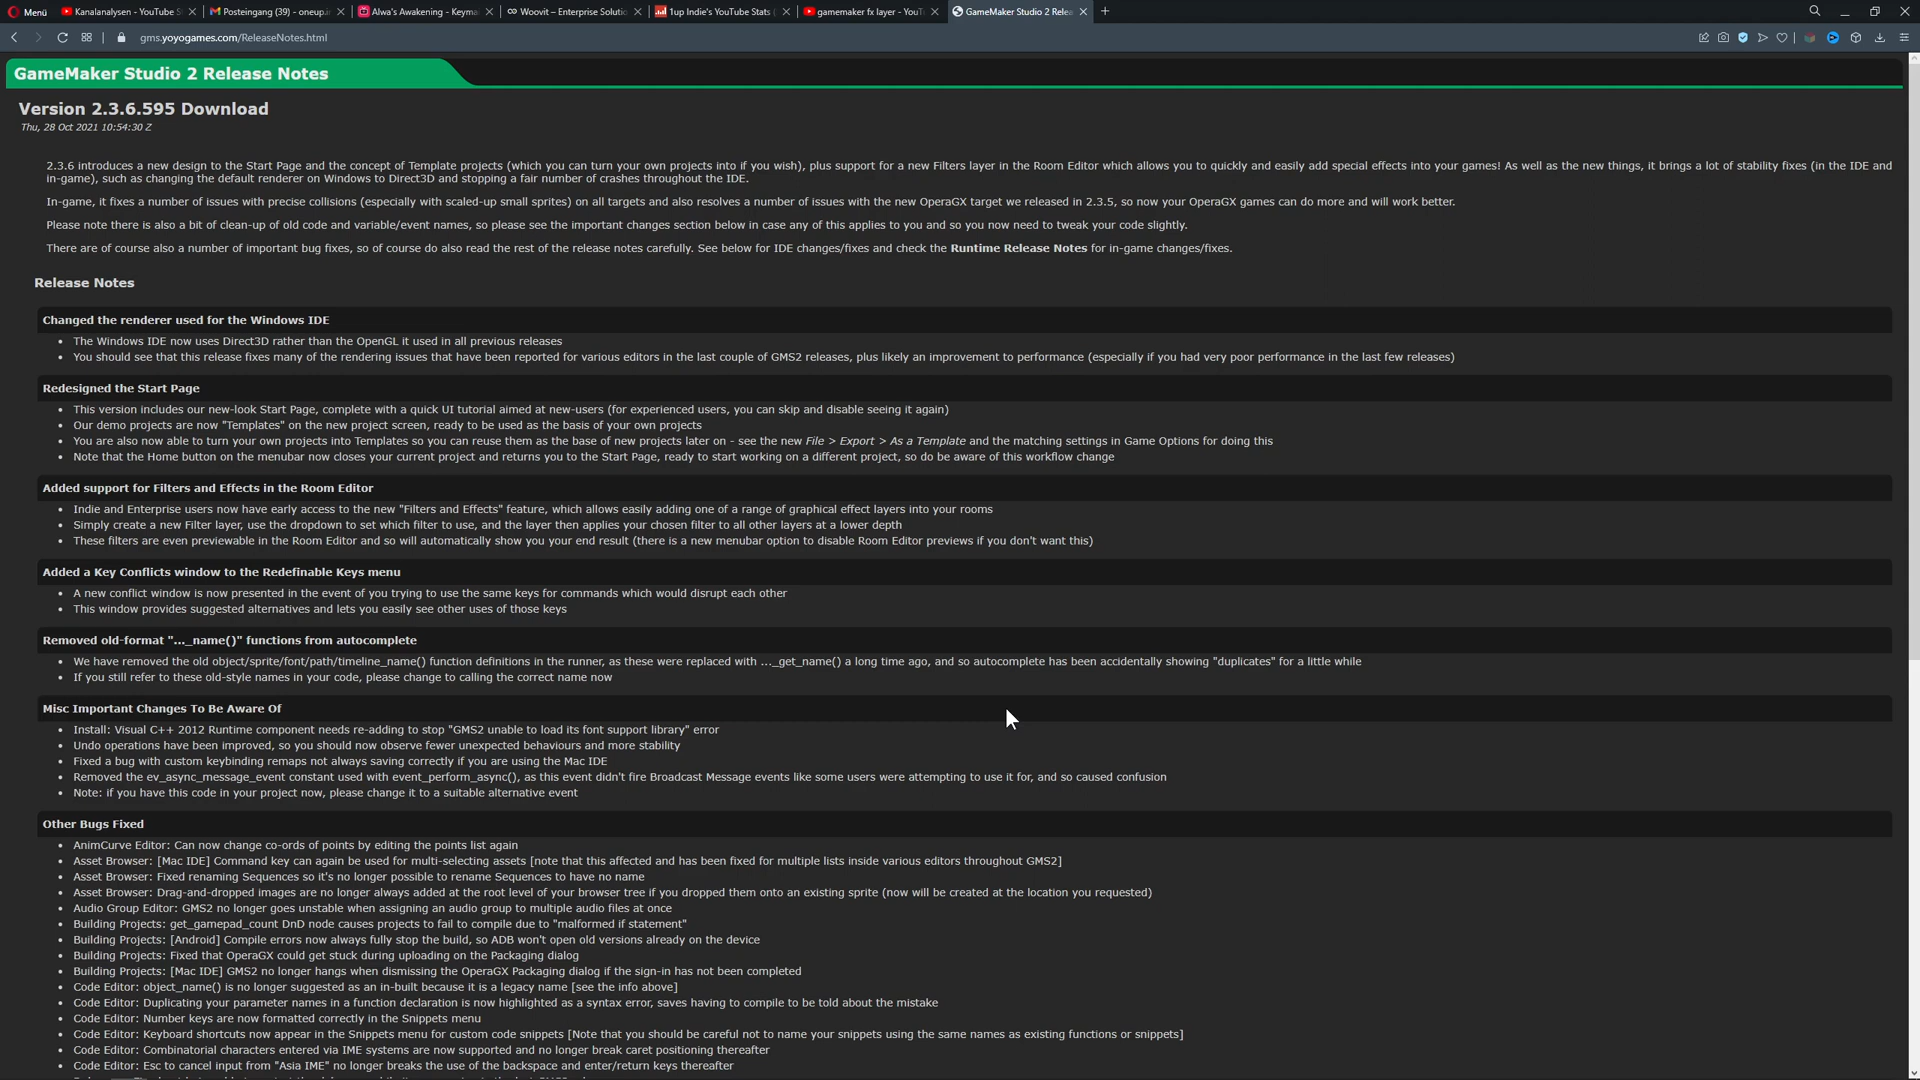 Menü
Kanalanalysen - YouTube S
Posteingang (39) - oneupi
Alwa's Awakening - Keyma
Woovit – Enterprise Soluti
1up Indie's YouTube Stats (
gamemaker fx layer - YouT
GameMaker Studio 2 Relea
gms.yoyogames.com/ReleaseNotes.html
GameMaker Studio 2 Release Notes
Version 2.3.6.595 Download
Thu, 28 Oct 2021 10:54:30 Z
2.3.6 introduces a new design to the Start Page and the concept of Template projects (which you can turn your own projects into if you wish), plus support for a new Filters layer in the Room Editor which allows you to quickly and easily add special effects into your games! As well as the new things, it brings a lot of stability fixes (in the IDE and
in-game), such as changing the default renderer on Windows to Direct3D and stopping a fair number of crashes throughout the IDE.
In-game, it fixes a number of issues with precise collisions (especially with scaled-up small sprites) on all targets and also resolves a number of issues with the new OperaGX target we released in 2.3.5, so now your OperaGX games can do more and will work better.
Please note there is also a bit of clean-up of old code and variable/event names, so please see the important changes section below in case any of this applies to you and so you now need to tweak your code slightly.
There are of course also a number of important bug fixes, so of course do also read the rest of the release notes carefully. See below for IDE changes/fixes and check the Runtime Release Notes for in-game changes/fixes.
Release Notes
Changed the renderer used for the Windows IDE
• The Windows IDE now uses Direct3D rather than the OpenGL it used in all previous releases
• You should see that this release fixes many of the rendering issues that have been reported for various editors in the last couple of GMS2 releases, plus likely an improvement to performance (especially if you had very poor performance in the last few releases)
Redesigned the Start Page
• This version includes our new-look Start Page, complete with a quick UI tutorial aimed at new-users (for experienced users, you can skip and disable seeing it again)
• Our demo projects are now "Templates" on the new project screen, ready to be used as the basis of your own projects
• You are also now able to turn your own projects into Templates so you can reuse them as the base of new projects later on - see the new File > Export > As a Template and the matching settings in Game Options for doing this
• Note that the Home button on the menubar now closes your current project and returns you to the Start Page, ready to start working on a different project, so do be aware of this workflow change
Added support for Filters and Effects in the Room Editor
• Indie and Enterprise users now have early access to the new "Filters and Effects" feature, which allows easily adding one of a range of graphical effect layers into your rooms
• Simply create a new Filter layer, use the dropdown to set which filter to use, and the layer then applies your chosen filter to all other layers at a lower depth
• These filters are even previewable in the Room Editor and so will automatically show you your end result (there is a new menubar option to disable Room Editor previews if you don't want this)
Added a Key Conflicts window to the Redefinable Keys menu
• A new conflict window is now presented in the event of you trying to use the same keys for commands which would disrupt each other
• This window provides suggested alternatives and lets you easily see other uses of those keys
Removed old-format "..._name()" functions from autocomplete
• We have removed the old object/sprite/font/path/timeline_name() function definitions in the runner, as these were replaced with ..._get_name() a long time ago, and so autocomplete has been accidentally showing "duplicates" for a little while
• If you still refer to these old-style names in your code, please change to calling the correct name now
Misc Important Changes To Be Aware Of
• Install: Visual C++ 2012 Runtime component needs re-adding to stop "GMS2 unable to load its font support library" error
• Undo operations have been improved, so you should now observe fewer unexpected behaviours and more stability
• Fixed a bug with custom keybinding remaps not always saving correctly if you are using the Mac IDE
• Removed the ev_async_message_event constant used with event_perform_async(), as this event didn't fire Broadcast Message events like some users were attempting to use it for, and so caused confusion
• Note: if you have this code in your project now, please change it to a suitable alternative event
Other Bugs Fixed
• AnimCurve Editor: Can now change co-ords of points by editing the points list again
• Asset Browser: [Mac IDE] Command key can again be used for multi-selecting assets [note that this affected and has been fixed for multiple lists inside various editors throughout GMS2]
• Asset Browser: Fixed renaming Sequences so it's no longer possible to rename Sequences to have no name
• Asset Browser: Drag-and-dropped images are no longer always added at the root level of your browser tree if you dropped them onto an existing sprite (now will be created at the location you requested)
• Audio Group Editor: GMS2 no longer goes unstable when assigning an audio group to multiple audio files at once
• Building Projects: get_gamepad_count DnD node causes projects to fail to compile due to "malformed if statement"
• Building Projects: [Android] Compile errors now always fully stop the build, so ADB won't open old versions already on the device
• Building Projects: Fixed that OperaGX could get stuck during uploading on the Packaging dialog
• Building Projects: [Mac IDE] GMS2 no longer hangs when dismissing the OperaGX Packaging dialog if the sign-in has not been completed
• Code Editor: object_name() is no longer suggested as an in-built because it is a legacy name [see the info above]
• Code Editor: Duplicating your parameter names in a function declaration is now highlighted as a syntax error, saves having to compile to be told about the mistake
• Code Editor: Number keys are now formatted correctly in the Snippets menu
• Code Editor: Keyboard shortcuts now appear in the Snippets menu for custom code snippets [Note that you should be careful not to name your snippets using the same names as existing functions or snippets]
• Code Editor: Combinatorial characters entered via IME systems are now supported and no longer break caret positioning thereafter
• Code Editor: Esc to cancel input from "Asia IME" no longer breaks the use of the backspace and enter/return keys thereafter